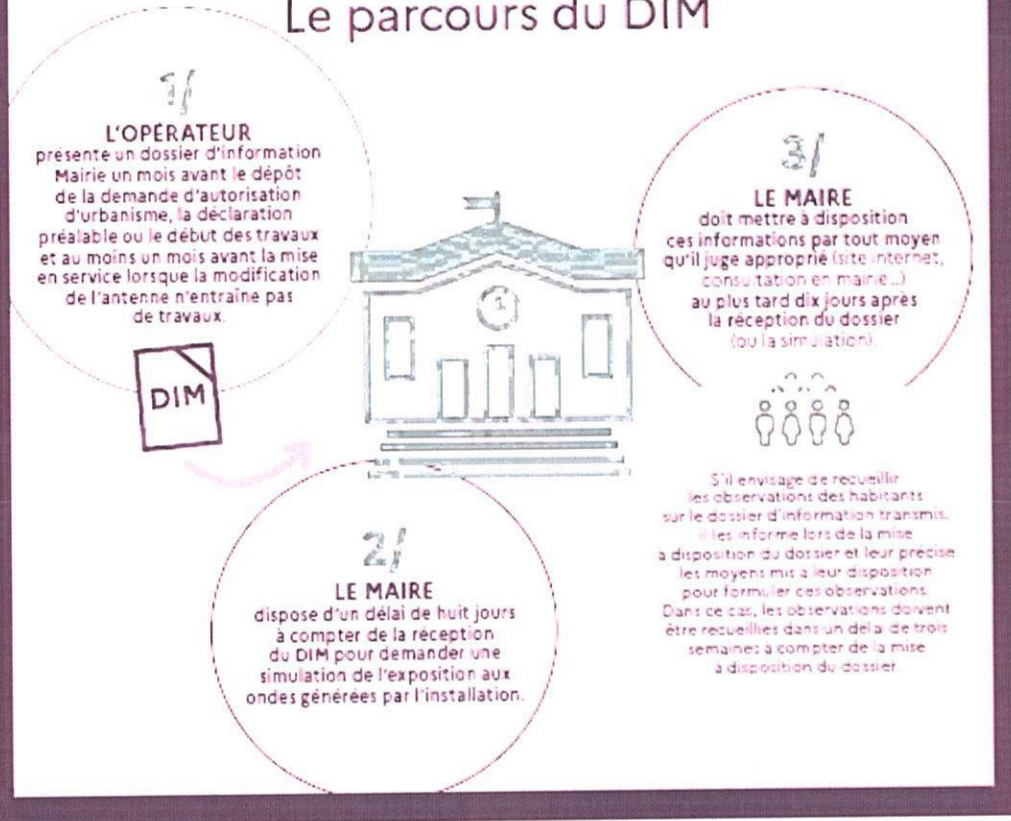 Le parcours du DIM
1/
L'OPÉRATEUR
présente un dossier d'information
Mairie un mois avant le dépôt
de la demande d'autorisation
d'urbanisme, la déclaration
préalable ou le début des travaux
et au moins un mois avant la mise
en service lorsque la modification
de l'antenne n'entraîne pas
de travaux.
DIM
2/
LE MAIRE
dispose d'un délai de huit jours
à compter de la réception
du DIM pour demander une
simulation de l'exposition aux
ondes générées par l'installation.
3/
LE MAIRE
doit mettre à disposition
ces informations par tout moyen
qu'il juge approprié (site internet,
consultation en mairie...)
au plus tard dix jours après
la réception du dossier
(ou la simulation).
S'il envisage de recueillir
les observations des habitants
sur le dossier d'information transmis,
il les informe lors de la mise
à disposition du dossier et leur précise
les moyens mis à leur disposition
pour formuler ces observations.
Dans ce cas, les observations doivent
être recueillies dans un délai de trois
semaines à compter de la mise
à disposition du dossier